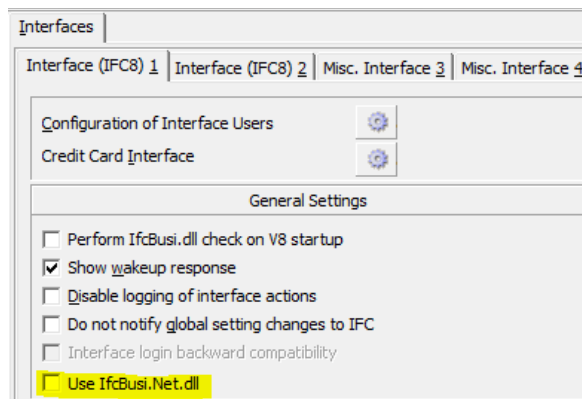 Interfaces
Interface (IFC8) 1 Interface (IFC8) 2 Misc. Interface 3 Misc. Interface 4
Configuration of Interface Users
Credit Card Interface
General Settings
Perform IfcBusi.dll check on V8 startup
Show wakeup response
Disable logging of interface actions
Do not notify global setting changes to IFC
Interface login backward compatibility
Use IfcBusi.Net.dll